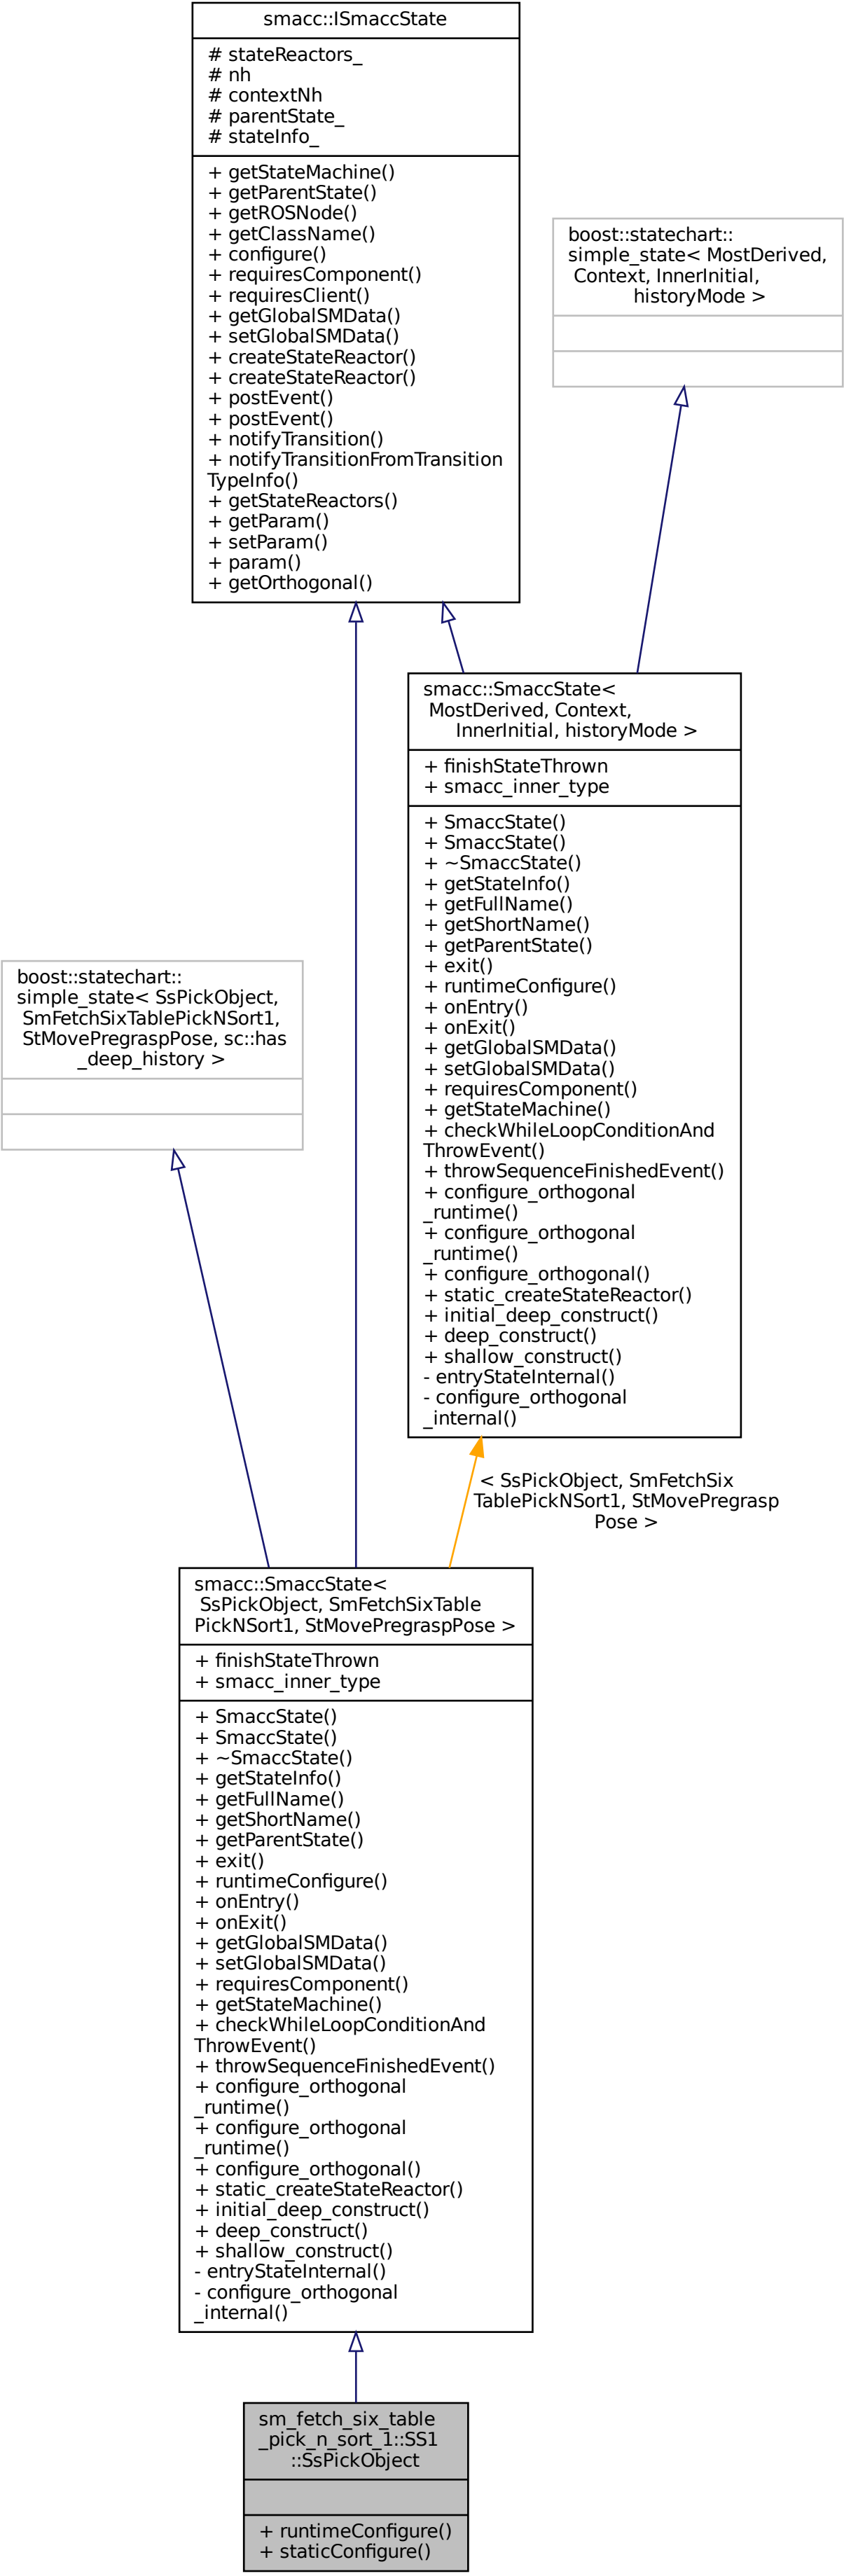 smacc::ISmaccState
# stateReactors_
# nh
# contextNh
# parentState_
# stateInfo_
+ getStateMachine()
+ getParentState()
+ getROSNode()
+ getClassName()
+ configure()
+ requiresComponent()
+ requiresClient()
+ getGlobalSMData()
+ setGlobalSMData()
+ createStateReactor()
+ createStateReactor()
+ postEvent()
+ postEvent()
+ notifyTransition()
+ notifyTransitionFromTransition
TypeInfo()
+ getStateReactors()
+ getParam()
+ setParam()
+ param()
+ getOrthogonal()
boost::statechart::
simple_state< MostDerived,
Context, InnerInitial,
historyMode >
smacc::SmaccState<
MostDerived, Context,
InnerInitial, historyMode >
+ finishStateThrown
+ smacc_inner_type
+ SmaccState()
+ SmaccState()
+ ~SmaccState()
+ getStateInfo()
+ getFullName()
+ getShortName()
+ getParentState()
+ exit()
+ runtimeConfigure()
+ onEntry()
+ onExit()
+ getGlobalSMData()
+ setGlobalSMData()
+ requiresComponent()
+ getStateMachine()
+ checkWhileLoopConditionAnd
ThrowEvent()
+ throwSequenceFinishedEvent()
+ configure_orthogonal
_runtime()
+ configure_orthogonal
_runtime()
+ configure_orthogonal()
+ static_createStateReactor()
+ initial_deep_construct()
+ deep_construct()
+ shallow_construct()
- entryStateInternal()
- configure_orthogonal
_internal()
boost::statechart::
simple_state< SsPickObject,
SmFetchSixTablePickNSort1,
StMovePregraspPose, sc::has
_deep_history >
< SsPickObject, SmFetchSix
TablePickNSort1, StMovePregrasp
Pose >
smacc::SmaccState<
SsPickObject, SmFetchSixTable
PickNSort1, StMovePregraspPose >
+ finishStateThrown
+ smacc_inner_type
+ SmaccState()
+ SmaccState()
+ ~SmaccState()
+ getStateInfo()
+ getFullName()
+ getShortName()
+ getParentState()
+ exit()
+ runtimeConfigure()
+ onEntry()
+ onExit()
+ getGlobalSMData()
+ setGlobalSMData()
+ requiresComponent()
+ getStateMachine()
+ checkWhileLoopConditionAnd
ThrowEvent()
+ throwSequenceFinishedEvent()
+ configure_orthogonal
_runtime()
+ configure_orthogonal
_runtime()
+ configure_orthogonal()
+ static_createStateReactor()
+ initial_deep_construct()
+ deep_construct()
+ shallow_construct()
- entryStateInternal()
- configure_orthogonal
_internal()
sm_fetch_six_table
_pick_n_sort_1::SS1
::SsPickObject
+ runtimeConfigure()
+ staticConfigure()